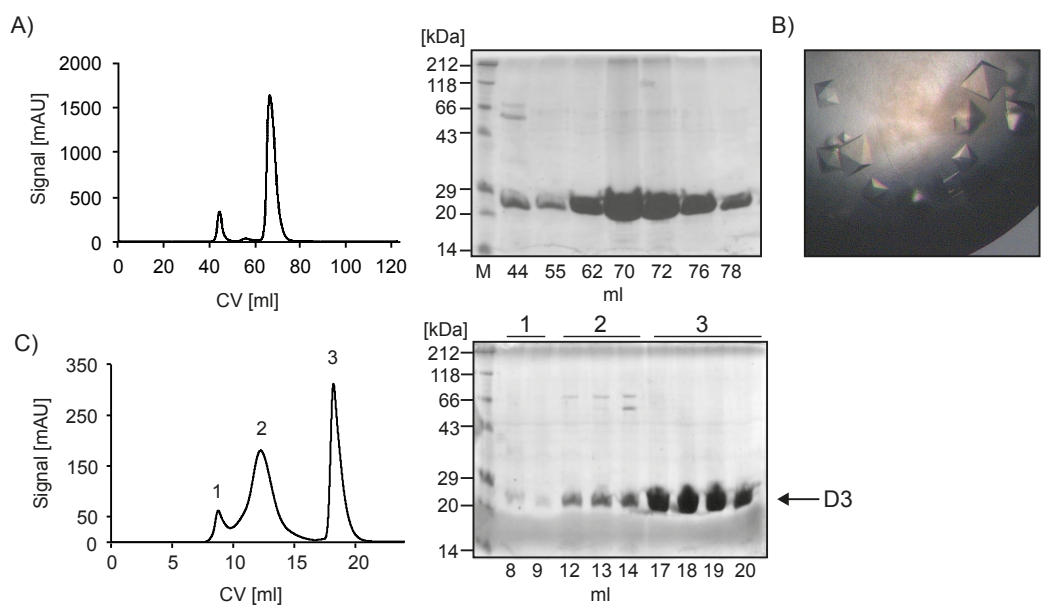 A)
2000
1500
1000
500
0
Signal [mAU]
0 20 40 60 80 100 120
CV [ml]
[kDa]
212
118
66
43
29
20
14
M 44 55 62 70 72 76 78
ml
B)
C)
350
250
150
50
0
Signal [mAU]
1
2
3
0 5 10 15 20
CV [ml]
[kDa]
1 2 3
212
118
66
43
29
20
14
D3
8 9 12 13 14 17 18 19 20
ml